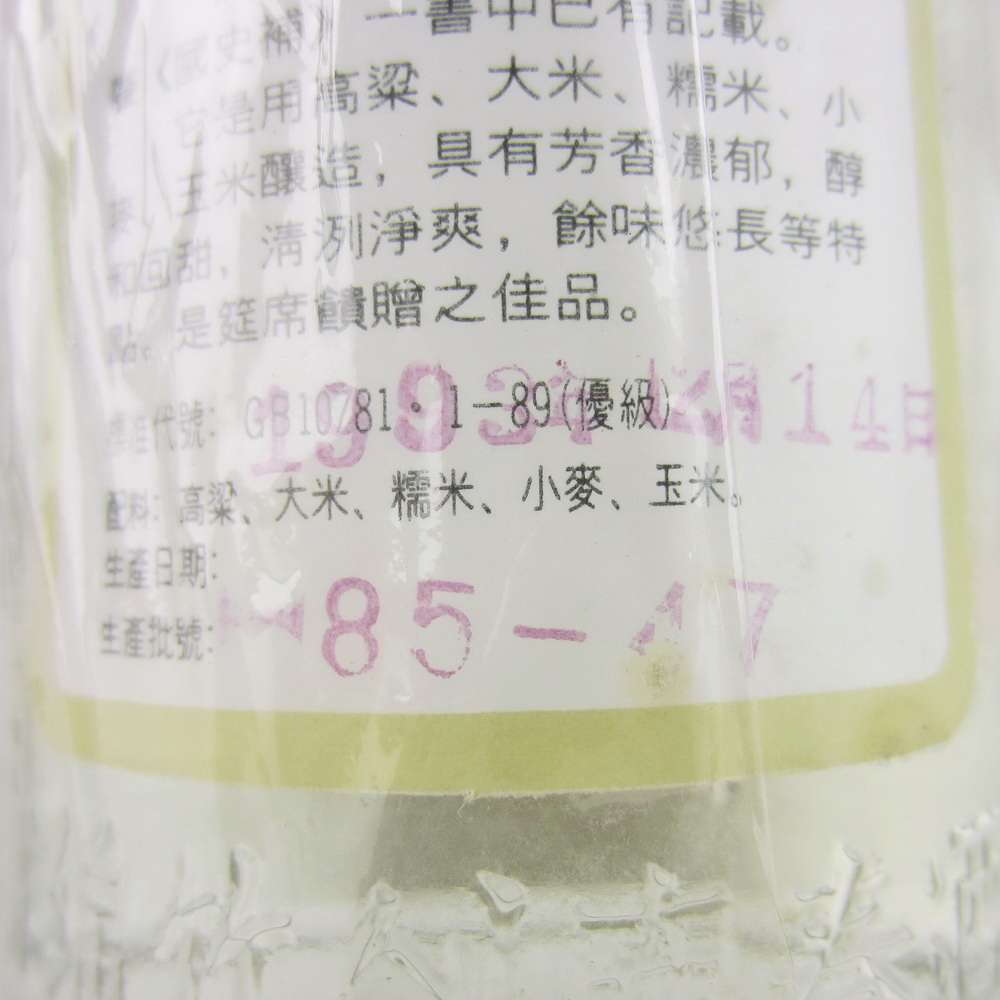 補》一書中已有記載。
它是用高粱、大米、糯米、小
玉米釀造，具有芳香濃郁，醇
和回甜，清洌淨爽，餘味悠長等特
點。是筵席饋贈之佳品。
標准代號：GB10781·1—89(優級)
1993年12月14日
配料：高粱、大米、糯米、小麥、玉米。
生產日期：
生產批號：
85-47